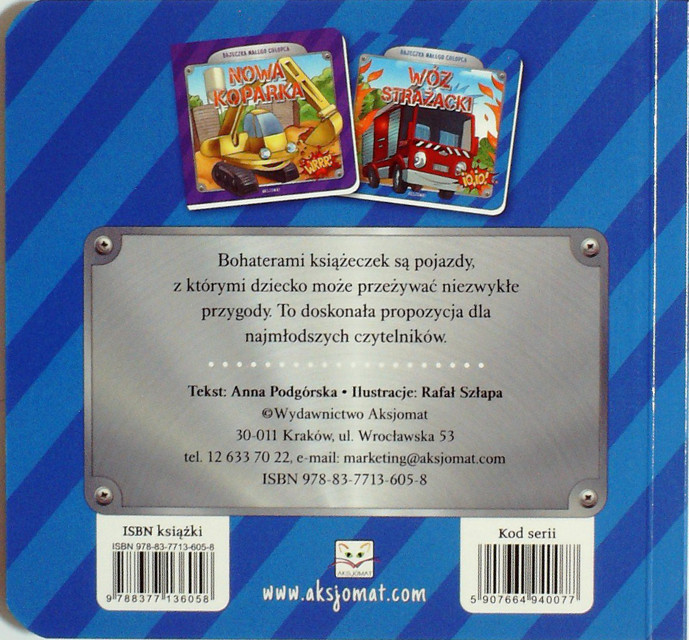 BAJECZKA MAŁEGO CHŁOPCA
NOWA
KOPARKA
WRRR!
AKSJOMAT
BAJECZKA MAŁEGO CHŁOPCA
WÓZ
STRAŻACKI
IO,IO!
Bohaterami książeczek są pojazdy,
z którymi dziecko może przeżywać niezwykłe
przygody. To doskonała propozycja dla
najmłodszych czytelników.
Tekst: Anna Podgórska • Ilustracje: Rafał Szłapa
©Wydawnictwo Aksjomat
30-011 Kraków, ul. Wrocławska 53
tel. 12 633 70 22, e-mail: marketing@aksjomat.com
ISBN 978-83-7713-605-8
ISBN książki
ISBN 978-83-7713-605-8
9 788377 136058
AKSJOMAT
www.aksjomat.com
Kod serii
5 907664 940077